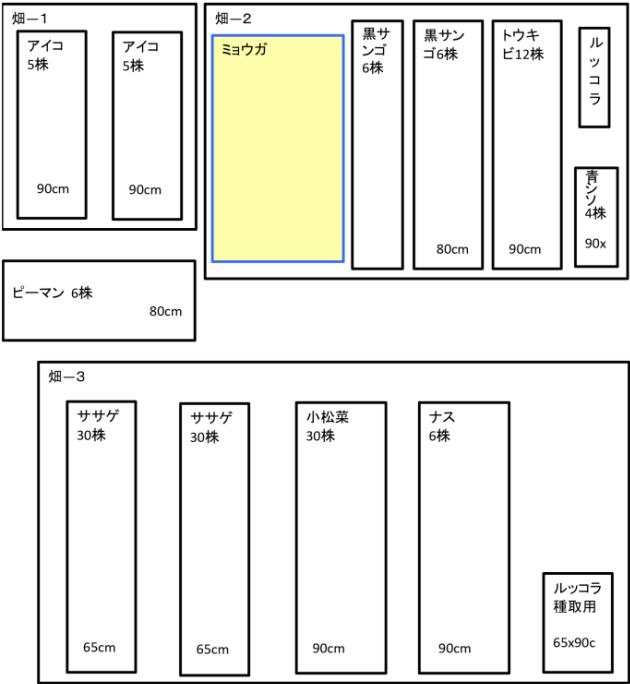 畑－1
アイコ
5株
90cm
アイコ
5株
90cm
畑－2
ミョウガ
黒サ
ンゴ
6株
黒サン
ゴ6株
80cm
トウキ
ビ12株
90cm
ルッコラ
青シソ
4株
90x
ピーマン 6株
80cm
畑－3
ササゲ
30株
65cm
ササゲ
30株
65cm
小松菜
30株
90cm
ナス
6株
90cm
ルッコラ
種取用
65x90c